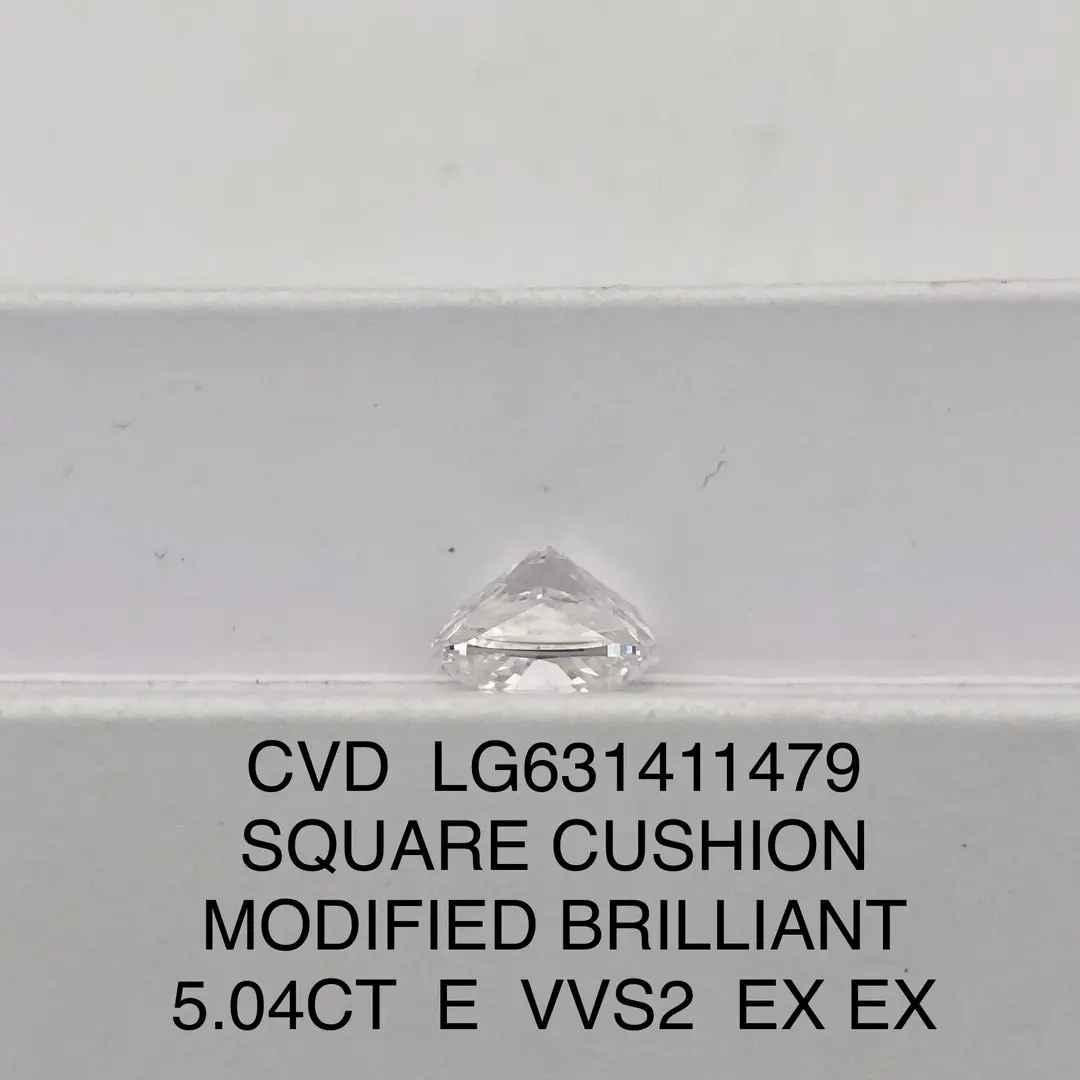 CVD LG631411479
SQUARE CUSHION
MODIFIED BRILLIANT
5.04CT E VVS2 EX EX